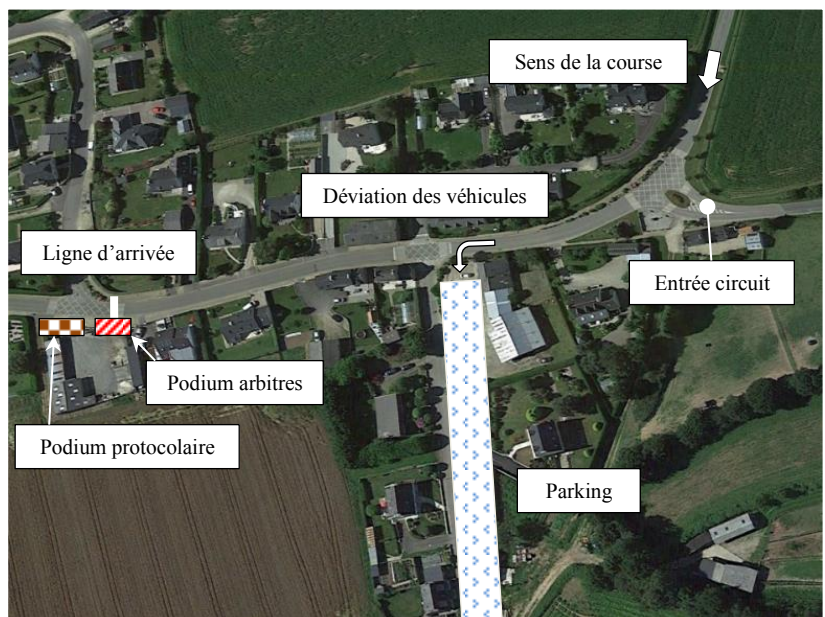 Sens de la course
Déviation des véhicules
Ligne d’arrivée
Entrée circuit
Podium arbitres
Podium protocolaire
Parking